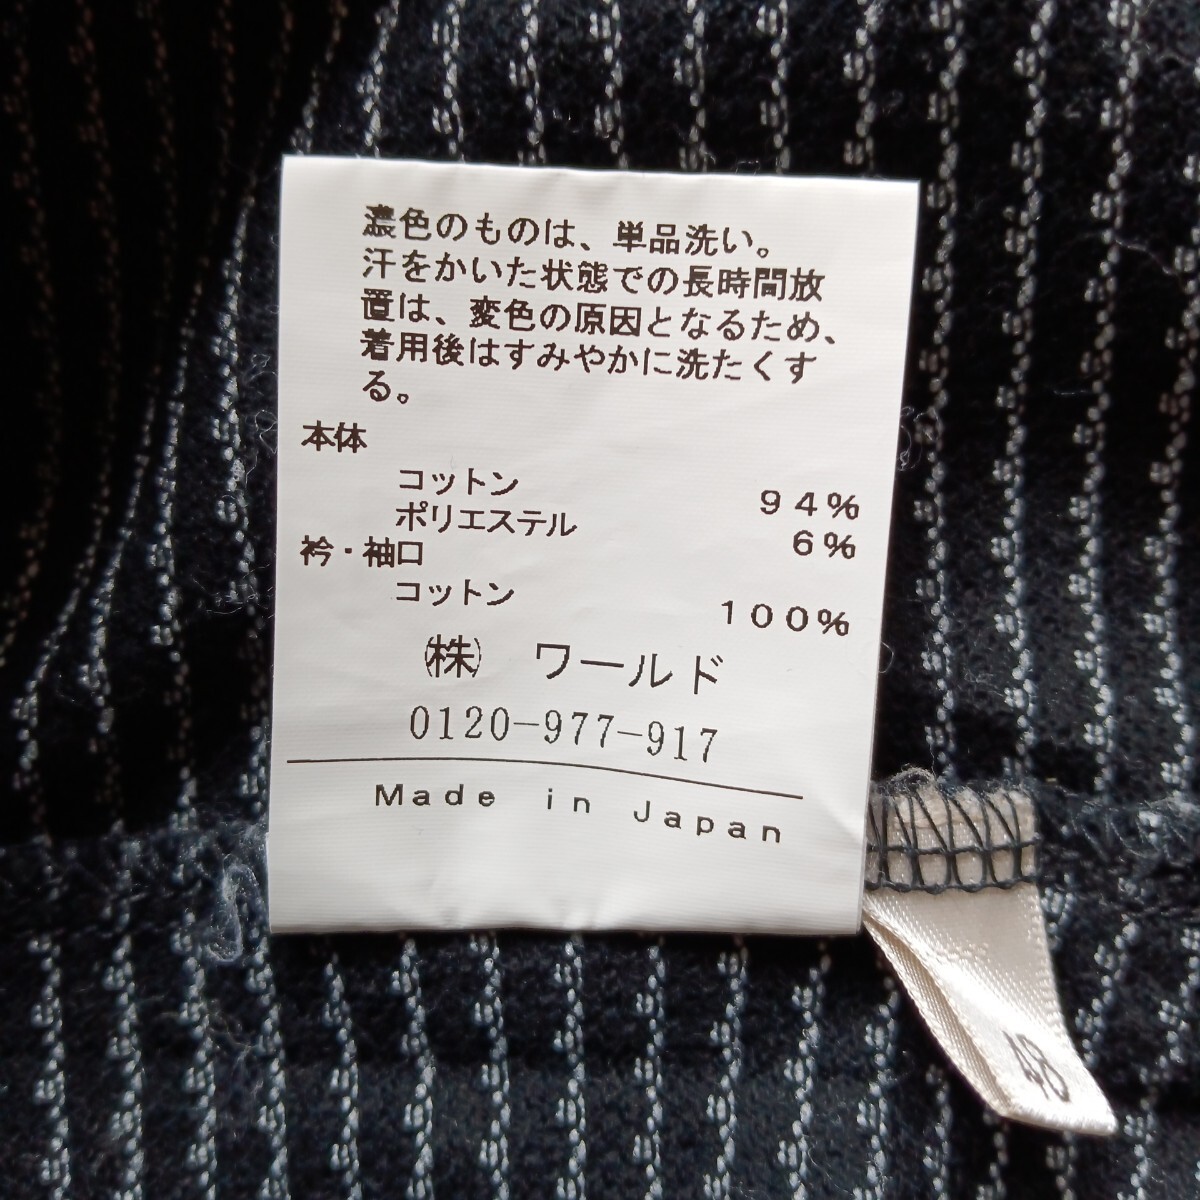 濃色のものは、単品洗い。
汗をかいた状態での長時間放
置は、変色の原因となるため、
着用後はすみやかに洗たくす
る。
本体
コットン 94%
ポリエステル 6%
衿・袖口
コットン 100%
㈱ ワールド
0120-977-917
Made in Japan
48